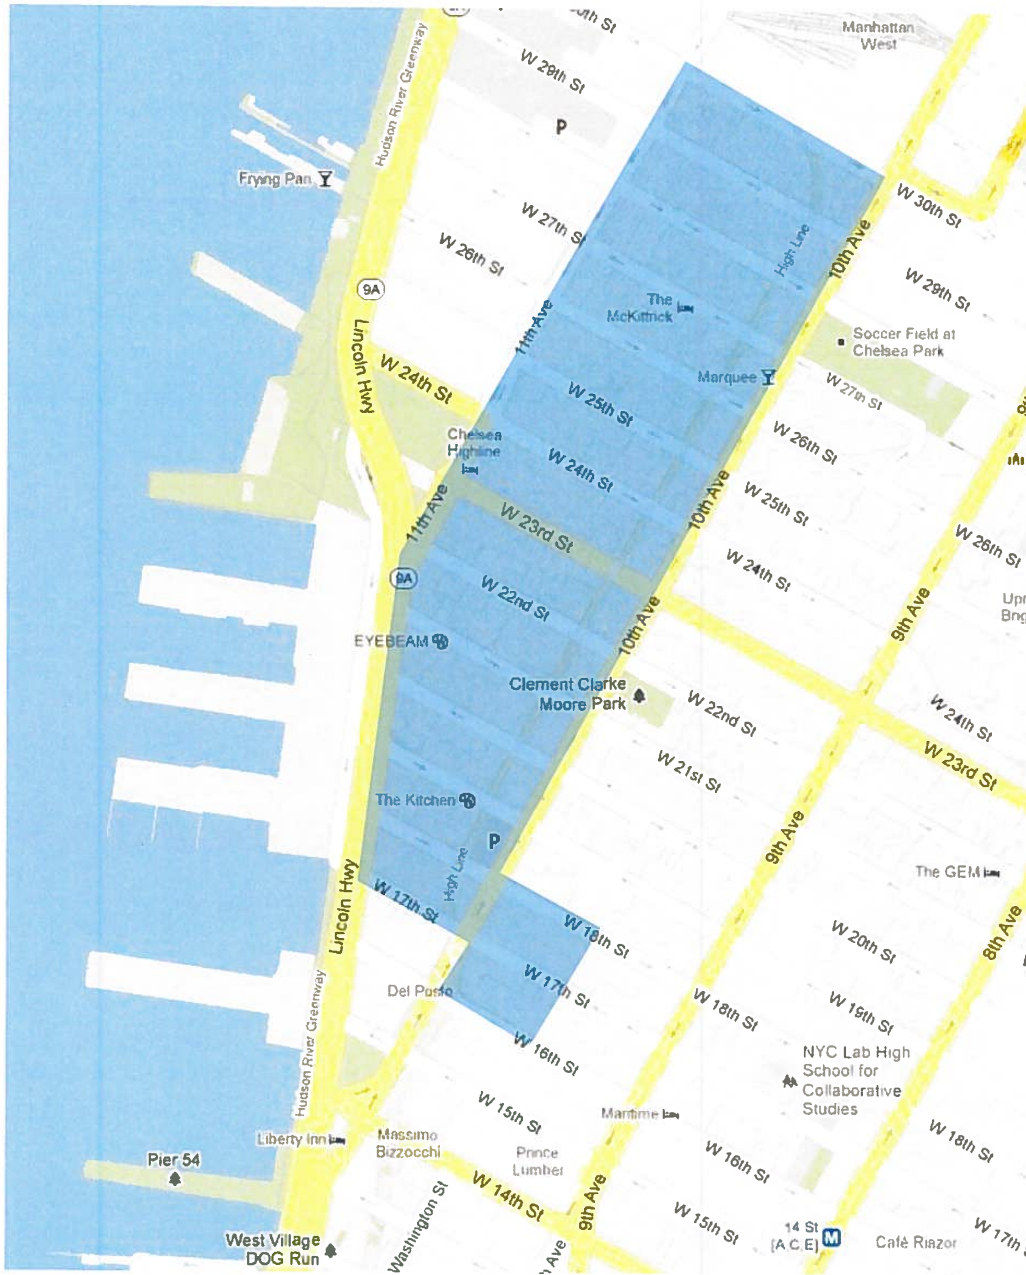 9A
Hudson River Greenway
W 29th St
P
Manhattan
West
Frying Pan
W 27th St
W 26th St
9A
Lincoln Hwy
W 24th St
11th Ave
High Line
10th Ave
W 30th St
W 29th St
The
McKittrick
Soccer Field at
Chelsea Park
Marquee
W 27th St
W 25th St
W 26th St
Chelsea
Highline
W 24th St
W 25th St
11th Ave
W 23rd St
10th Ave
W 24th St
W 26th St
9A
W 22nd St
10th Ave
9th Ave
EYEBEAM
Clement Clarke
Moore Park
W 22nd St
W 24th St
W 21st St
W 23rd St
The Kitchen
P
9th Ave
High Line
Lincoln Hwy
W 17th St
The GEM
W 18th St
W 20th St
8th Ave
W 17th St
Del Posto
W 18th St
W 19th St
W 16th St
Hudson River Greenway
NYC Lab High
School for
Collaborative
Studies
W 15th St
Maritime
Liberty Inn
Massimo
Bizzocchi
Prince
Lumber
W 16th St
W 18th St
Pier 54
W 14th St
9th Ave
W 15th St
Washington St
West Village
DOG Run
14 St
[A,C,E]
M
Café Riazor
W 17th St